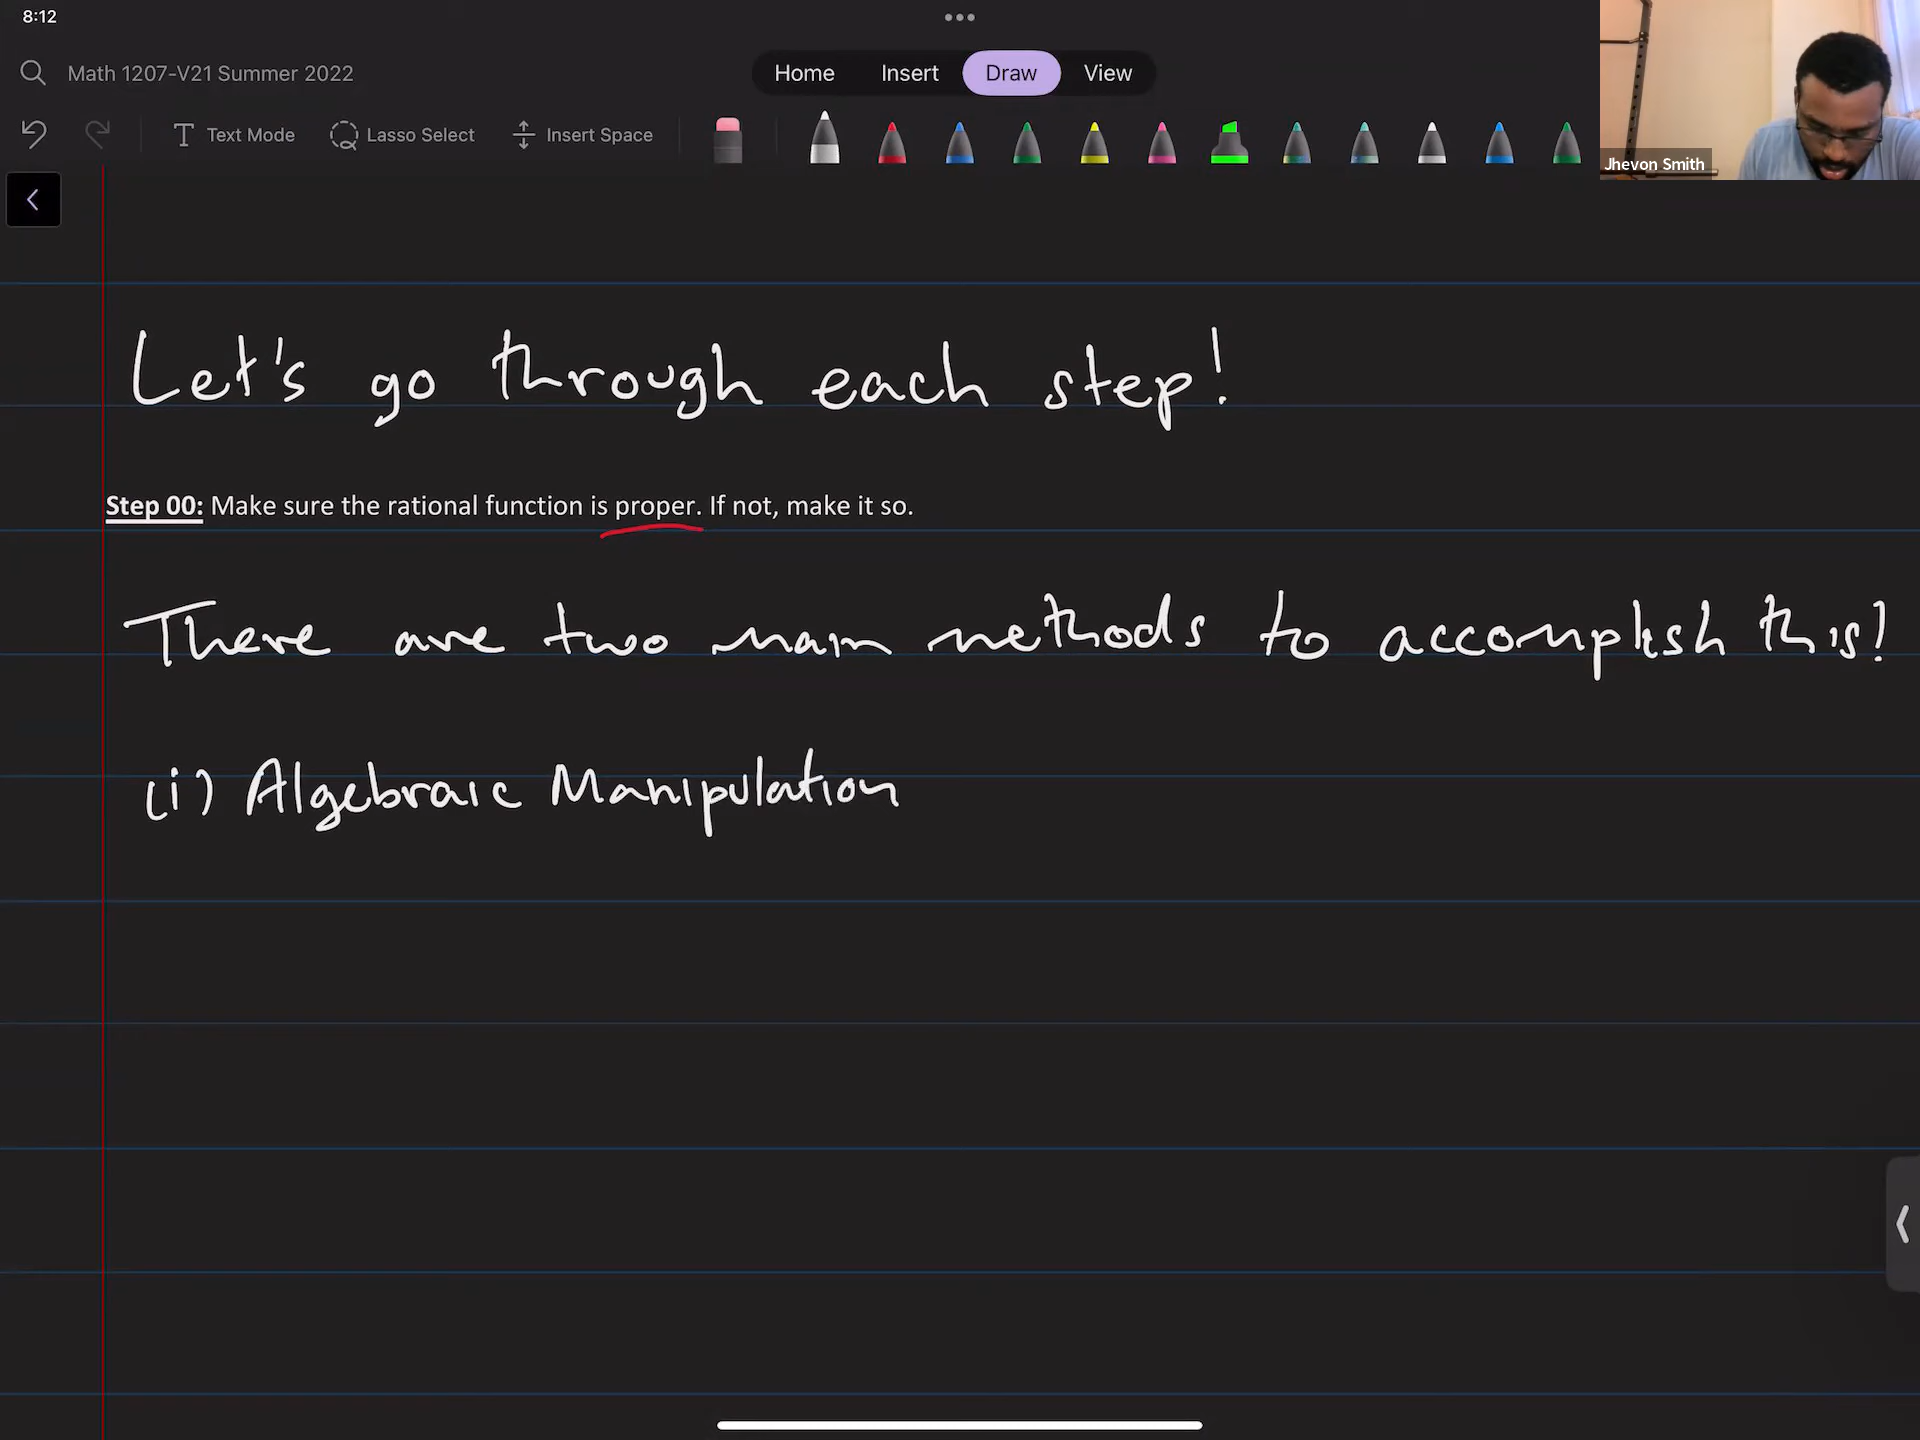 8:12
Math 1207-V21 Summer 2022
Home Insert Draw View
Text Mode Lasso Select Insert Space
Jhevon Smith
Let's go through each step!
Step 00: Make sure the rational function is proper. If not, make it so.
There are two main methods to accomplish this!
(i) Algebraic Manipulation